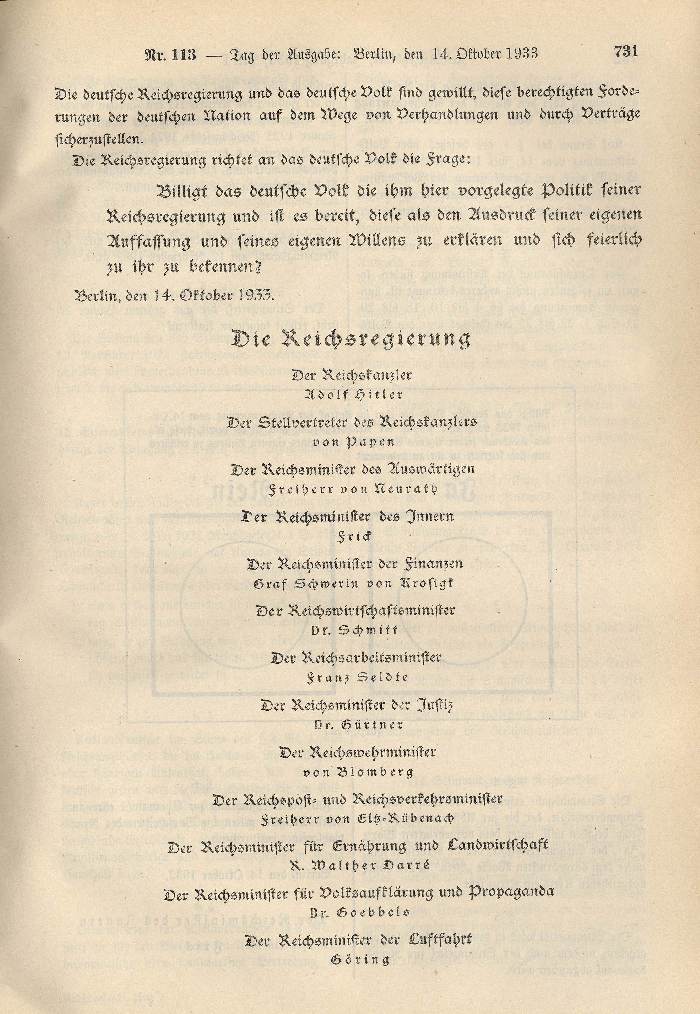 Nr. 113 — Tag der Ausgabe: Berlin, den 14. Oktober 1933 731
Die deutsche Reichsregierung und das deutsche Volk sind gewillt, diese berechtigten Forde-
rungen der deutschen Nation auf dem Wege von Verhandlungen und durch Verträge
sicherzustellen.
Die Reichsregierung richtet an das deutsche Volk die Frage:
Billigt das deutsche Volk die ihm hier vorgelegte Politik seiner
Reichsregierung und ist es bereit, diese als den Ausdruck seiner eigenen
Auffassung und seines eigenen Willens zu erklären und sich feierlich
zu ihr zu bekennen?
Berlin, den 14. Oktober 1933.
Die Reichsregierung
Der Reichskanzler
Adolf Hitler
Der Stellvertreter des Reichskanzlers
von Papen
Der Reichsminister des Auswärtigen
Freiherr von Neurath
Der Reichsminister des Innern
Frick
Der Reichsminister der Finanzen
Graf Schwerin von Krosigk
Der Reichswirtschaftsminister
Dr. Schmitt
Der Reichsarbeitsminister
Franz Seldte
Der Reichsminister der Justiz
Dr. Gürtner
Der Reichswehrminister
von Blomberg
Der Reichspost- und Reichsverkehrsminister
Freiherr von Eltz-Rübenach
Der Reichsminister für Ernährung und Landwirtschaft
R. Walther Darré
Der Reichsminister für Volksaufklärung und Propaganda
Dr. Goebbels
Der Reichsminister der Luftfahrt
Göring